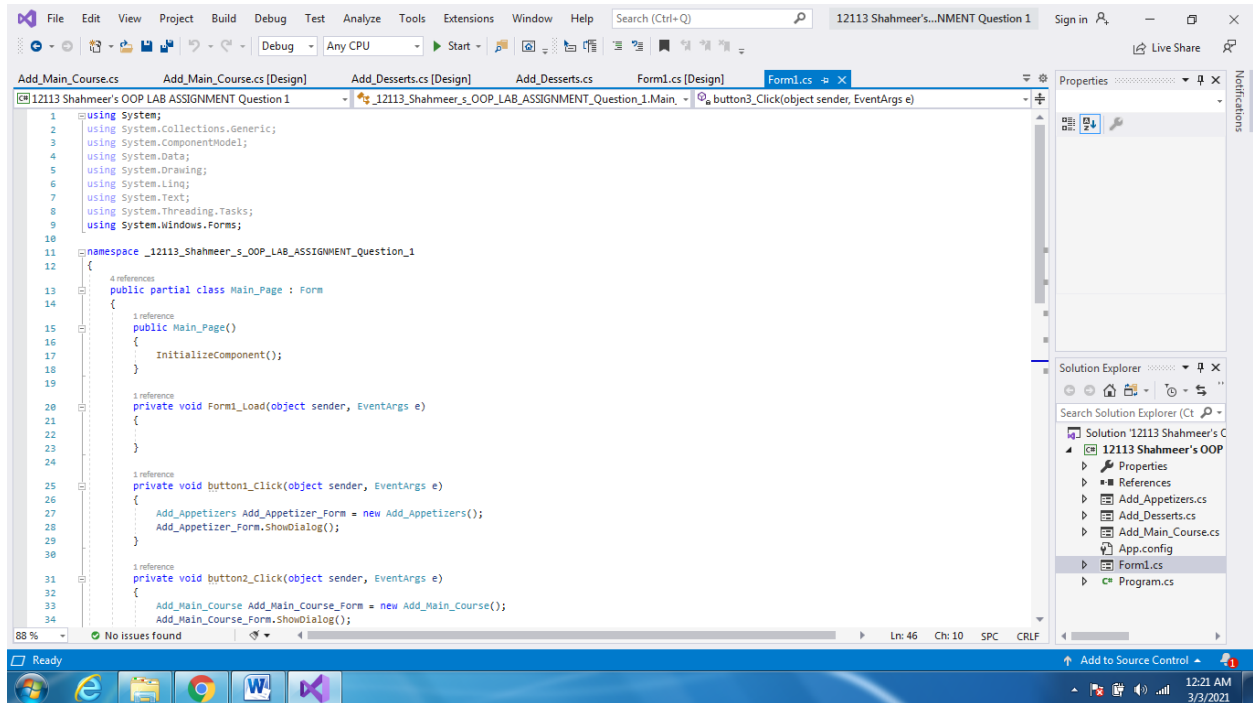 File Edit View Project Build Debug Test Analyze Tools Extensions Window Help Search (Ctrl+Q) 12113 Shahmeer's...NMENT Question 1 Sign in
Debug Any CPU Start Live Share
Add_Main_Course.cs Add_Main_Course.cs [Design] Add_Desserts.cs [Design] Add_Desserts.cs Form1.cs [Design] Form1.cs
12113 Shahmeer's OOP LAB ASSIGNMENT Question 1 _12113_Shahmeer_s_OOP_LAB_ASSIGNMENT_Question_1.Main_ button3_Click(object sender, EventArgs e)
1 using System;
2 using System.Collections.Generic;
3 using System.ComponentModel;
4 using System.Data;
5 using System.Drawing;
6 using System.Linq;
7 using System.Text;
8 using System.Threading.Tasks;
9 using System.Windows.Forms;
10
11 namespace _12113_Shahmeer_s_OOP_LAB_ASSIGNMENT_Question_1
12 {
4 references
13 public partial class Main_Page : Form
14 {
1 reference
15 public Main_Page()
16 {
17 InitializeComponent();
18 }
19
1 reference
20 private void Form1_Load(object sender, EventArgs e)
21 {
22
23 }
24
1 reference
25 private void button1_Click(object sender, EventArgs e)
26 {
27 Add_Appetizers Add_Appetizer_Form = new Add_Appetizers();
28 Add_Appetizer_Form.ShowDialog();
29 }
30
1 reference
31 private void button2_Click(object sender, EventArgs e)
32 {
33 Add_Main_Course Add_Main_Course_Form = new Add_Main_Course();
34 Add_Main_Course_Form.ShowDialog();
88 % No issues found Ln: 46 Ch: 10 SPC CRLF
Properties
Notifications
Solution Explorer
Search Solution Explorer (Ct
Solution '12113 Shahmeer's C
C# 12113 Shahmeer's OOP
Properties
References
Add_Appetizers.cs
Add_Desserts.cs
Add_Main_Course.cs
App.config
Form1.cs
C# Program.cs
Ready Add to Source Control 1
12:21 AM
3/3/2021